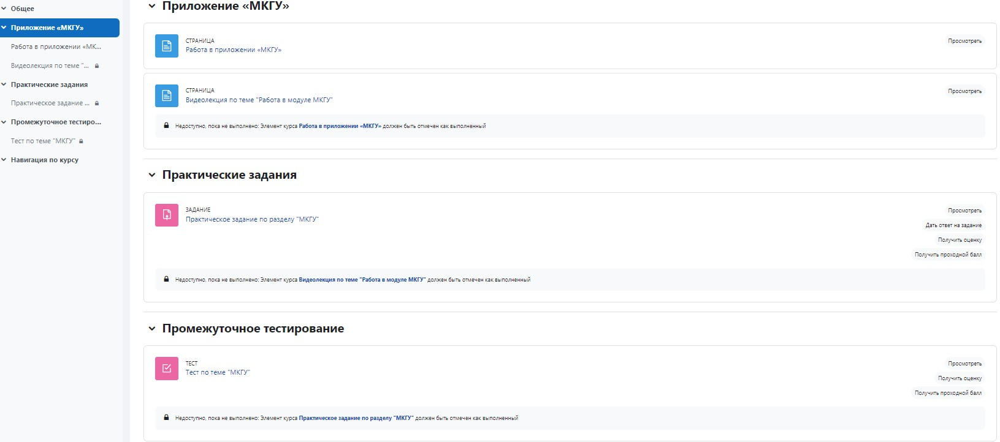 Общее
Приложение «МКГУ»
Работа в приложении «МК...
Видеолекция по теме "...
Практические задания
Практическое задание ...
Промежуточное тестиро...
Тест по теме "МКГУ"
Навигация по курсу
Приложение «МКГУ»
СТРАНИЦА
Работа в приложении «МКГУ»
Просмотреть
СТРАНИЦА
Видеолекция по теме "Работа в модуле МКГУ"
Просмотреть
Недоступно, пока не выполнено: Элемент курса Работа в приложении «МКГУ» должен быть отмечен как выполненный
Практические задания
ЗАДАНИЕ
Практическое задание по разделу "МКГУ"
Просмотреть
Дать ответ на задание
Получить оценку
Получить проходной балл
Недоступно, пока не выполнено: Элемент курса Видеолекция по теме "Работа в модуле МКГУ" должен быть отмечен как выполненный
Промежуточное тестирование
ТЕСТ
Тест по теме "МКГУ"
Просмотреть
Получить оценку
Получить проходной балл
Недоступно, пока не выполнено: Элемент курса Практическое задание по разделу "МКГУ" должен быть отмечен как выполненный